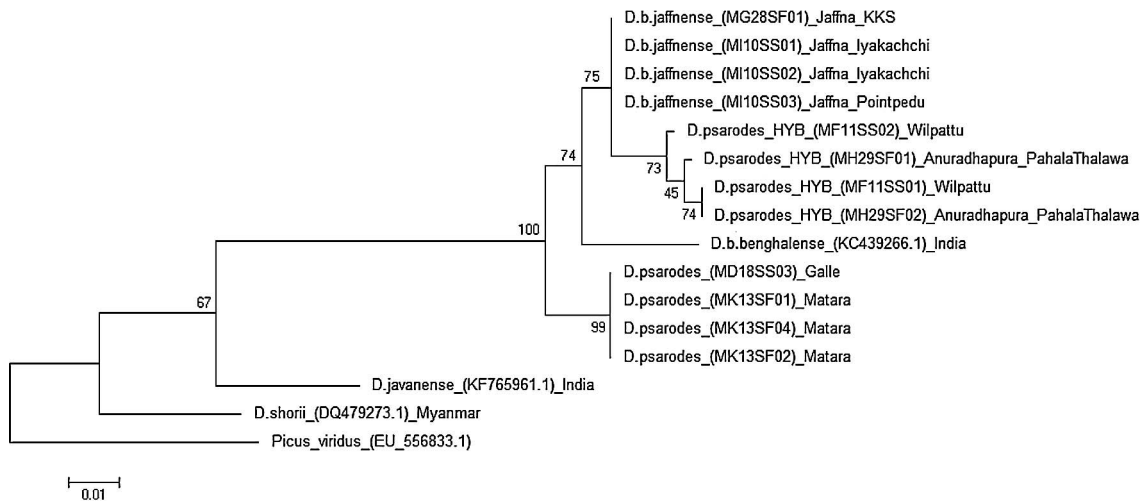 D.b.jaffnense_(MG28SF01)_Jaffna_KKS
D.b.jaffnense_(MI10SS01)_Jaffna_Iyakachchi
75
D.b.jaffnense_(MI10SS02)_Jaffna_Iyakachchi
D.b.jaffnense_(MI10SS03)_Jaffna_Pointpedu
D.psarodes_HYB_(MF11SS02)_Wilpattu
74
D.psarodes_HYB_(MH29SF01)_Anuradhapura_PahalaThalawa
73
D.psarodes_HYB_(MF11SS01)_Wilpattu
45
D.psarodes_HYB_(MH29SF02)_Anuradhapura_PahalaThalawa
74
100
D.b.benghalense_(KC439266.1)_India
D.psarodes_(MD18SS03)_Galle
D.psarodes_(MK13SF01)_Matara
67
D.psarodes_(MK13SF04)_Matara
99
D.psarodes_(MK13SF02)_Matara
D.javanense_(KF765961.1)_India
D.shorii_(DQ479273.1)_Myanmar
Picus_viridus_(EU_556833.1)
0.01